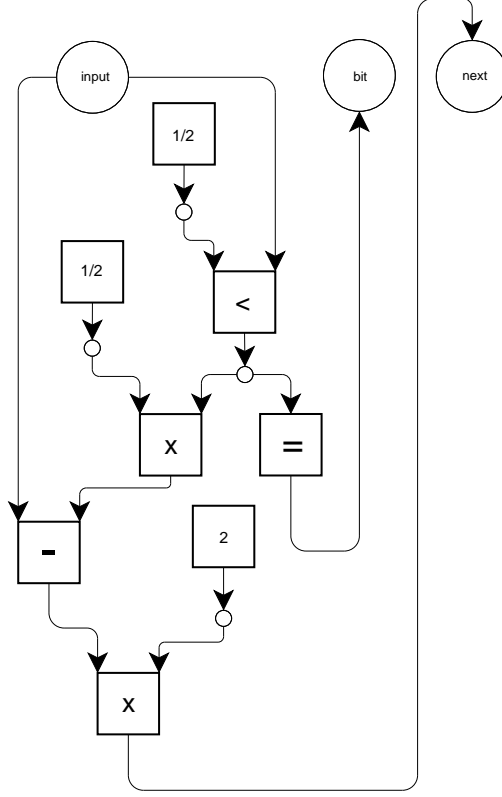 input
bit
next
1/2
1/2
<
x
=
-
2
x